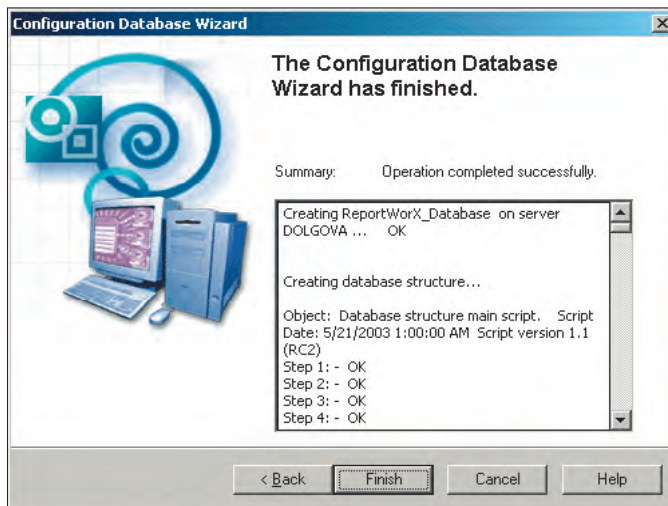 Configuration Database Wizard
The Configuration Database
Wizard has finished.
Summary: Operation completed successfully.
Creating ReportWorX_Database on server
DOLGOVA ... OK
Creating database structure...
Object: Database structure main script. Script
Date: 5/21/2003 1:00:00 AM Script version 1.1
(RC2)
Step 1: - OK
Step 2: - OK
Step 3: - OK
Step 4: - OK
< Back Finish Cancel Help